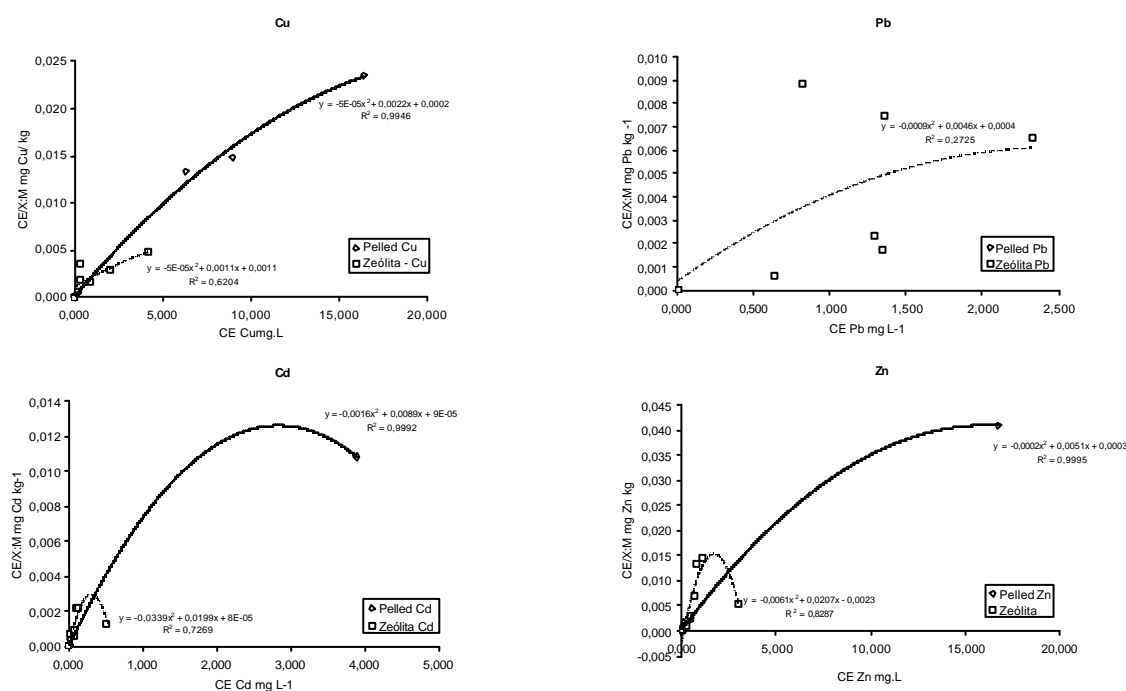 Cu
0,025
0,020
0,015
0,010
0,005
0,000
CE/X:M mg Cu/ kg
y = -5E-05x² + 0,0022x + 0,0002
R² = 0,9946
y = -5E-05x² + 0,0011x + 0,0011
R² = 0,6204
Pelled Cu
Zeólita - Cu
0,000 5,000 10,000 15,000 20,000
CE Cumg.L
Pb
0,010
0,009
0,008
0,007
0,006
0,005
0,004
0,003
0,002
0,001
0,000
CE/X:M mg Pb kg -1
y = -0,0009x² + 0,0046x + 0,0004
R² = 0,2725
Pelled Pb
Zeólita Pb
0,000 0,500 1,000 1,500 2,000 2,500
CE Pb mg L-1
Cd
0,014
0,012
0,010
0,008
0,006
0,004
0,002
0,000
CE/X:M mg Cd kg-1
y = -0,0016x² + 0,0089x + 9E-05
R² = 0,9992
y = -0,0339x² + 0,0199x + 8E-05
R² = 0,7269
Pelled Cd
Zeólita Cd
0,000 1,000 2,000 3,000 4,000 5,000
CE Cd mg L-1
Zn
0,045
0,040
0,035
0,030
0,025
0,020
0,015
0,010
0,005
0,000
-0,005
CE/X:M mg Zn kg
y = -0,0002x² + 0,0051x + 0,0003
R² = 0,9995
y = -0,0061x² + 0,0207x - 0,0023
R² = 0,8287
Pelled Zn
Zeólita
0,000 5,000 10,000 15,000 20,000
CE Zn mg.L